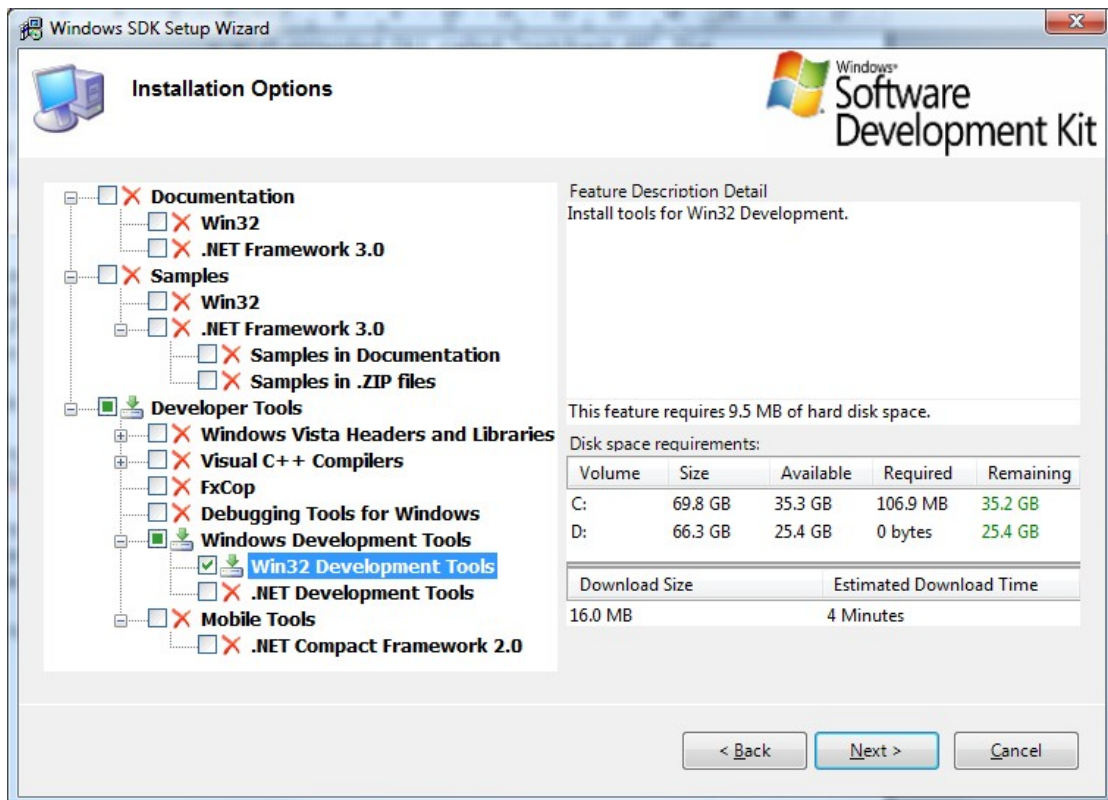 Windows SDK Setup Wizard
Installation Options
Windows®
Software
Development Kit
Documentation
Win32
.NET Framework 3.0
Samples
Win32
.NET Framework 3.0
Samples in Documentation
Samples in .ZIP files
Developer Tools
Windows Vista Headers and Libraries
Visual C++ Compilers
FxCop
Debugging Tools for Windows
Windows Development Tools
Win32 Development Tools
.NET Development Tools
Mobile Tools
.NET Compact Framework 2.0
Feature Description Detail
Install tools for Win32 Development.
This feature requires 9.5 MB of hard disk space.
Disk space requirements:
Volume Size Available Required Remaining
C: 69.8 GB 35.3 GB 106.9 MB 35.2 GB
D: 66.3 GB 25.4 GB 0 bytes 25.4 GB
Download Size Estimated Download Time
16.0 MB 4 Minutes
< Back Next > Cancel